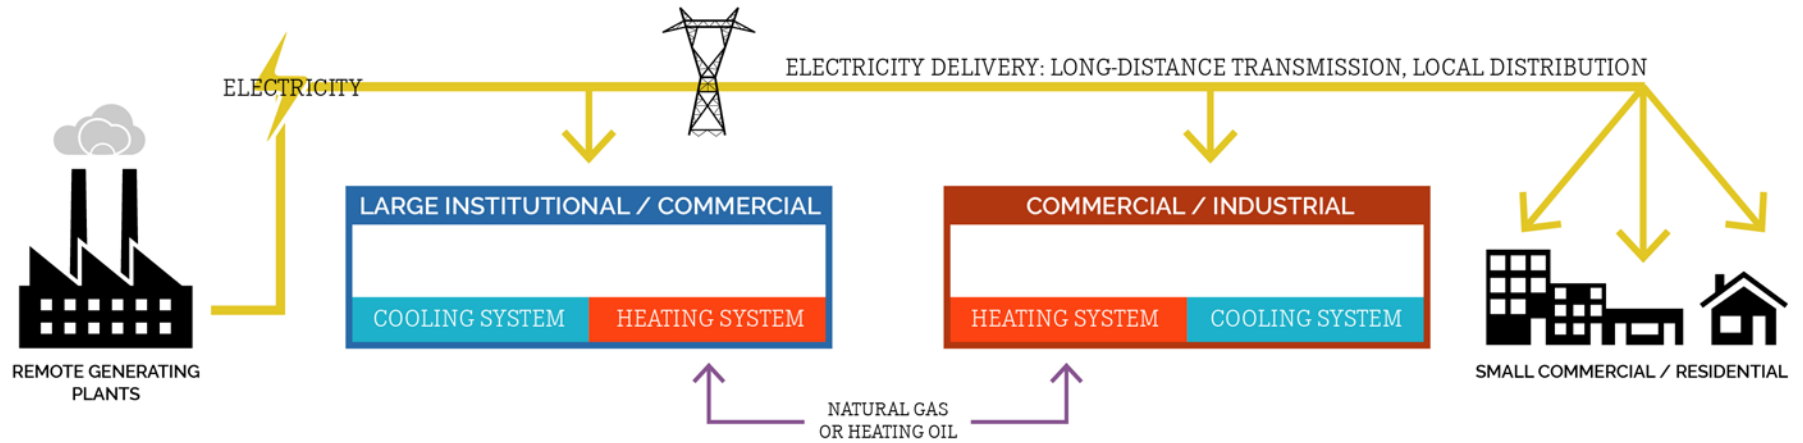 ELECTRICITY DELIVERY: LONG-DISTANCE TRANSMISSION, LOCAL DISTRIBUTION
ELECTRICITY
LARGE INSTITUTIONAL / COMMERCIAL
COMMERCIAL / INDUSTRIAL
COOLING SYSTEM
HEATING SYSTEM
HEATING SYSTEM
COOLING SYSTEM
REMOTE GENERATING
PLANTS
SMALL COMMERCIAL / RESIDENTIAL
NATURAL GAS
OR HEATING OIL